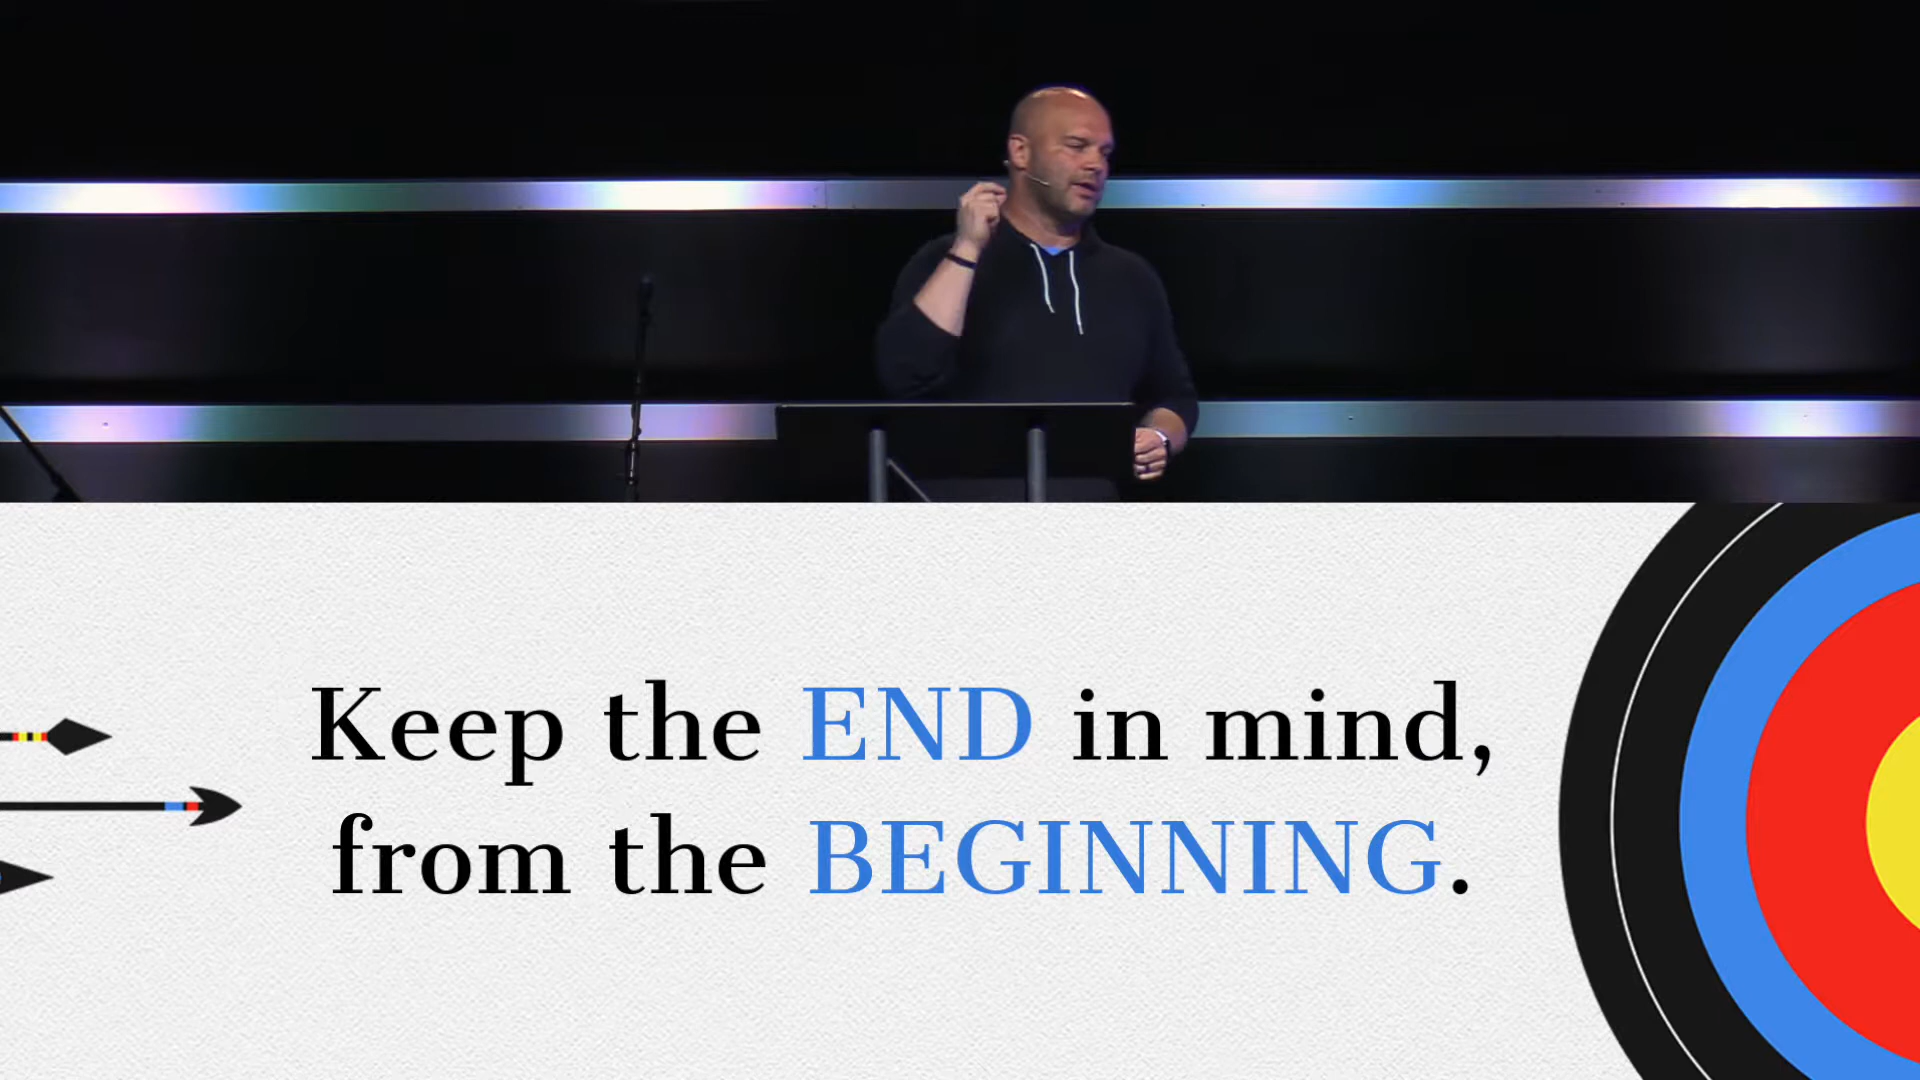 Keep the END in mind,
from the BEGINNING.